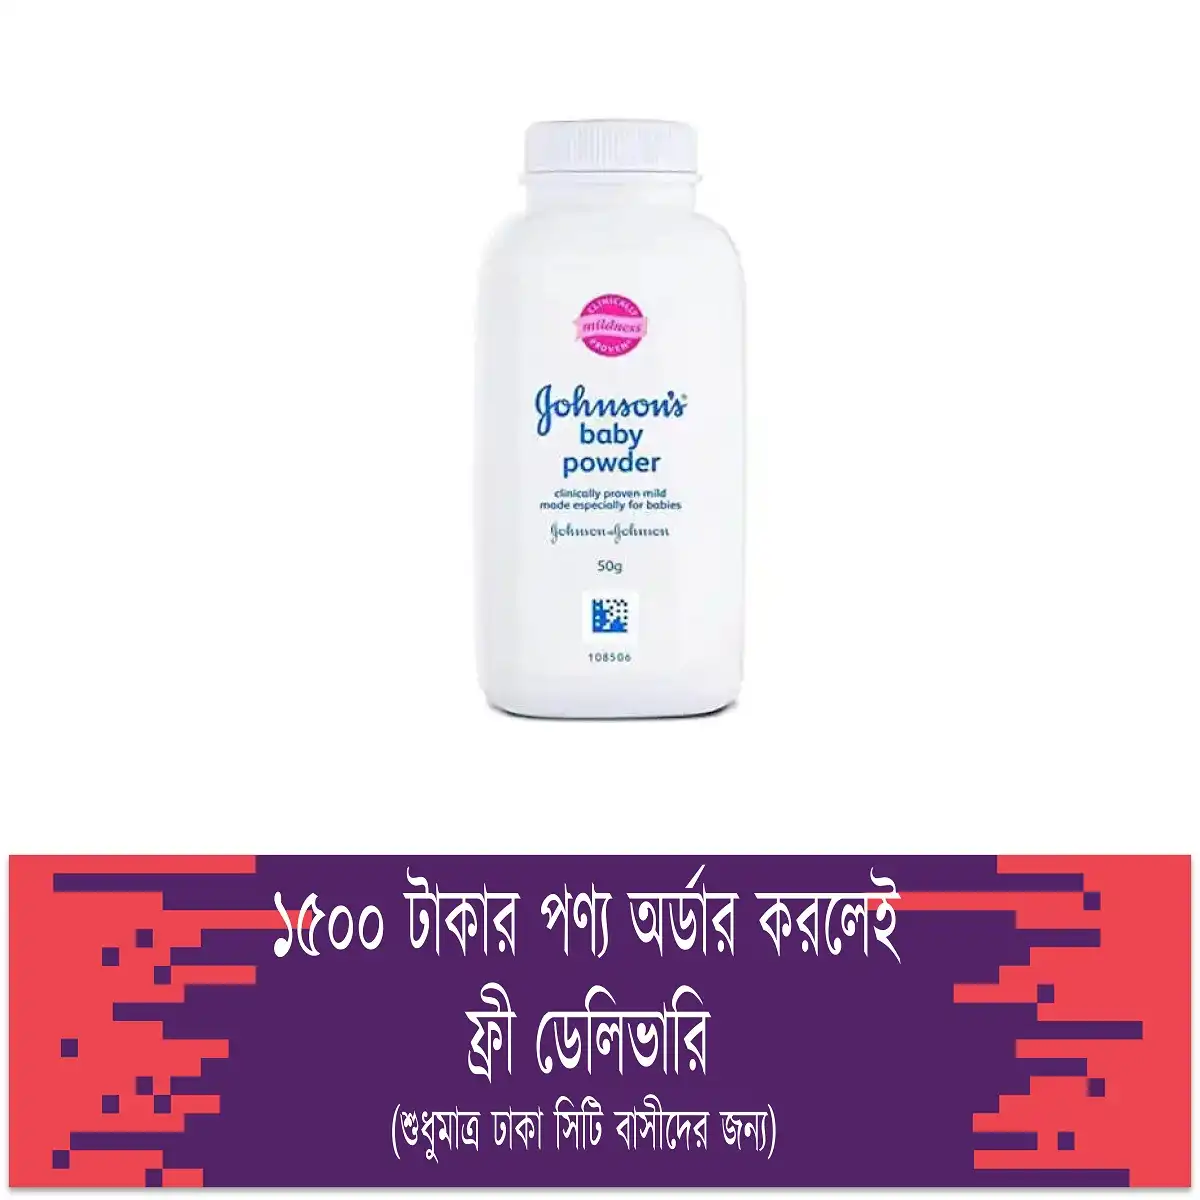 CLINICALLY
mildness
PROVEN®
Johnson's®
baby
powder
clinically proven mild
made especially for babies
Johnson & Johnson
50g
108506
১৫০০ টাকার পণ্য অর্ডার করলেই
ফ্রী ডেলিভারি
(শুধুমাত্র ঢাকা সিটি বাসীদের জন্য)